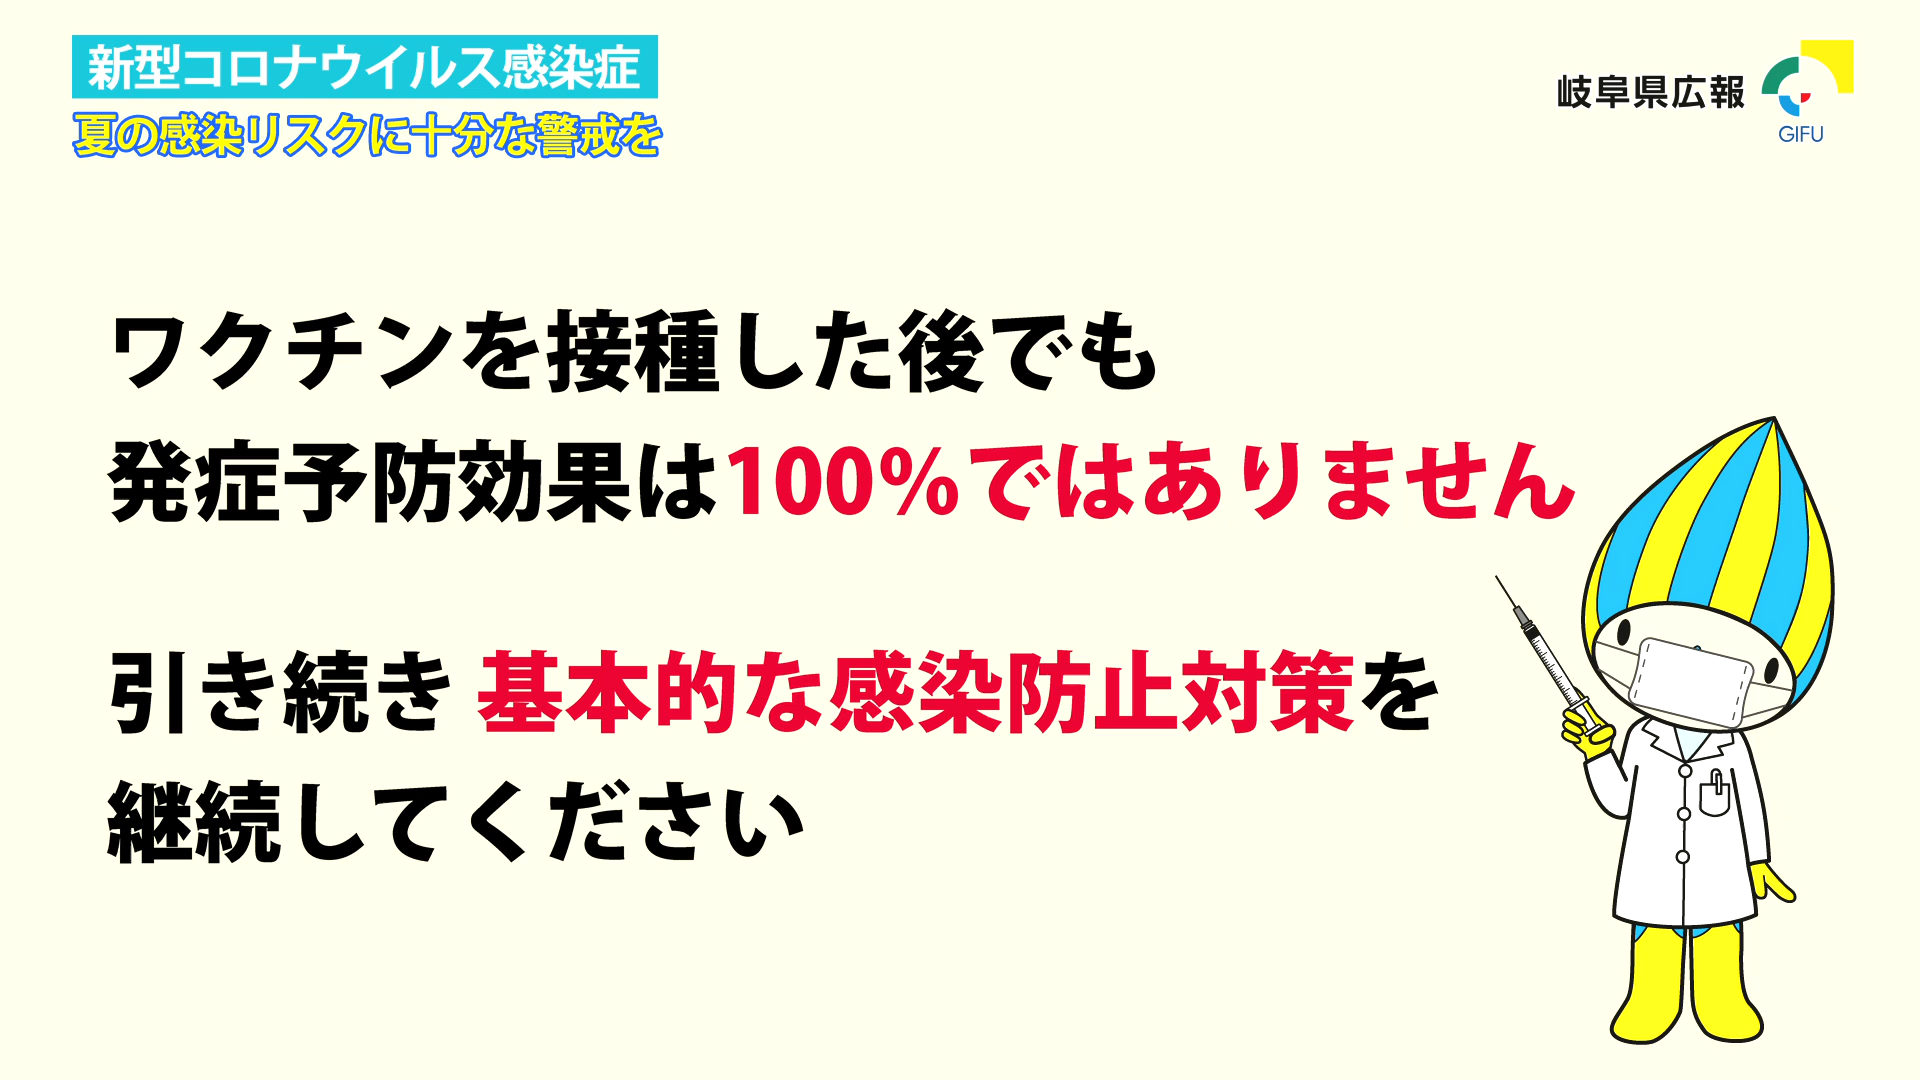 新型コロナウイルス感染症
夏の感染リスクに十分な警戒を
岐阜県広報
GIFU
ワクチンを接種した後でも
発症予防効果は100%ではありません
引き続き 基本的な感染防止対策を
継続してください